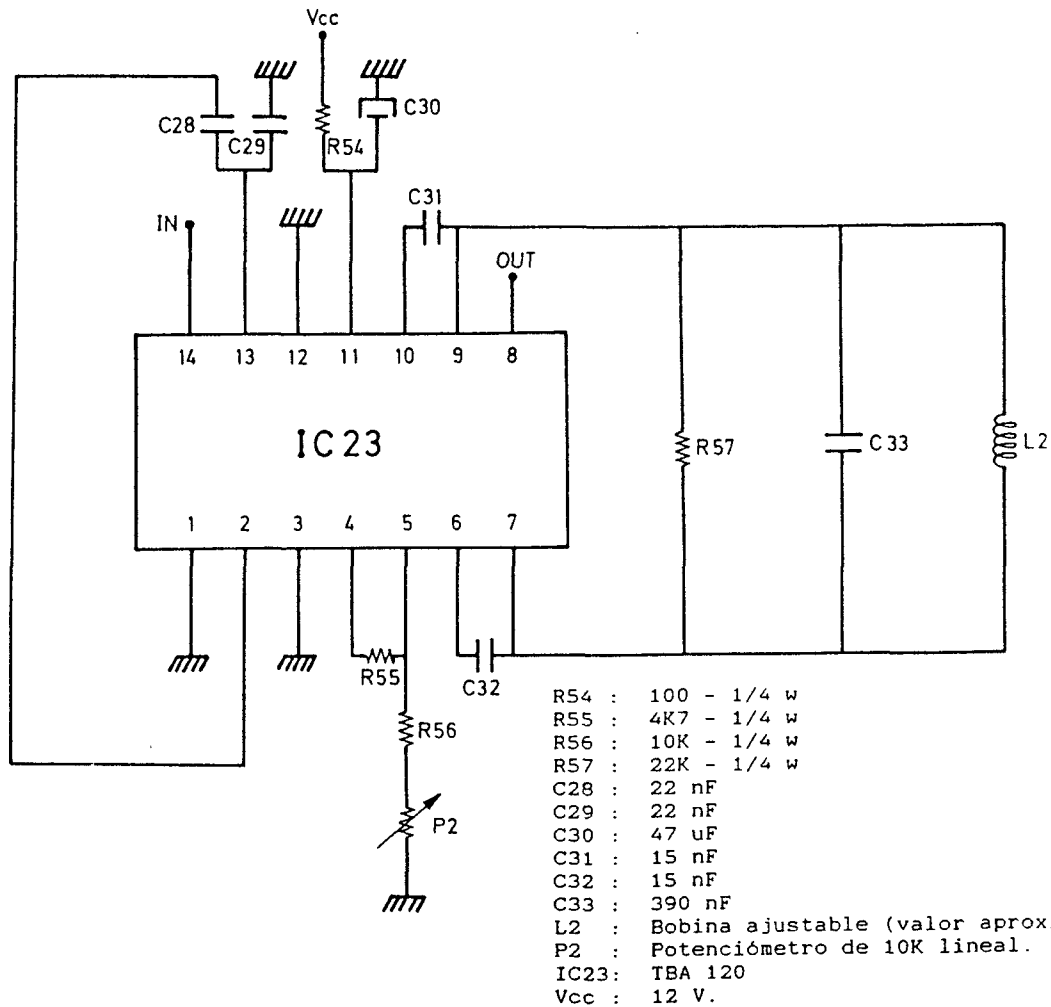 Vcc
C28
C29
R54
C30
C31
IN
OUT
14 13 12 11 10 9 8
IC23
R57
C33
L2
1 2 3 4 5 6 7
R55
C32
R56
P2
R54 : 100 - 1/4 w
R55 : 4K7 - 1/4 w
R56 : 10K - 1/4 w
R57 : 22K - 1/4 w
C28 : 22 nF
C29 : 22 nF
C30 : 47 uF
C31 : 15 nF
C32 : 15 nF
C33 : 390 nF
L2 : Bobina ajustable (valor aprox
P2 : Potenciómetro de 10K lineal.
IC23: TBA 120
Vcc : 12 V.